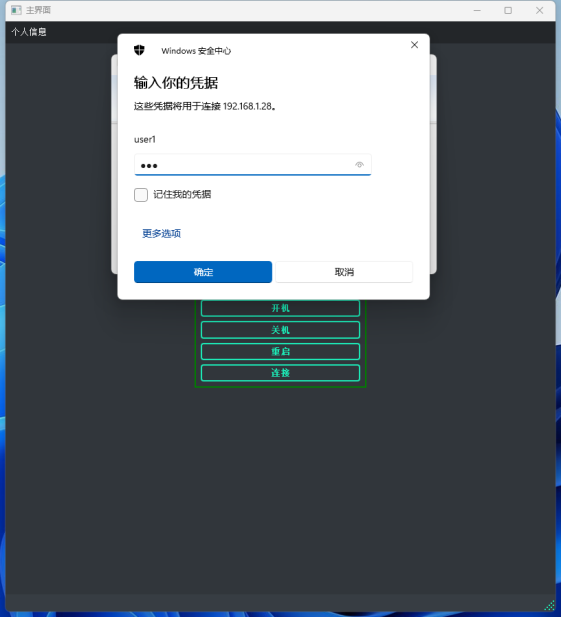 主界面
个人信息
Windows 安全中心
输入你的凭据
这些凭据将用于连接 192.168.1.28。
user1
●●●
记住我的凭据
更多选项
确定
取消
开机
关机
重启
连接